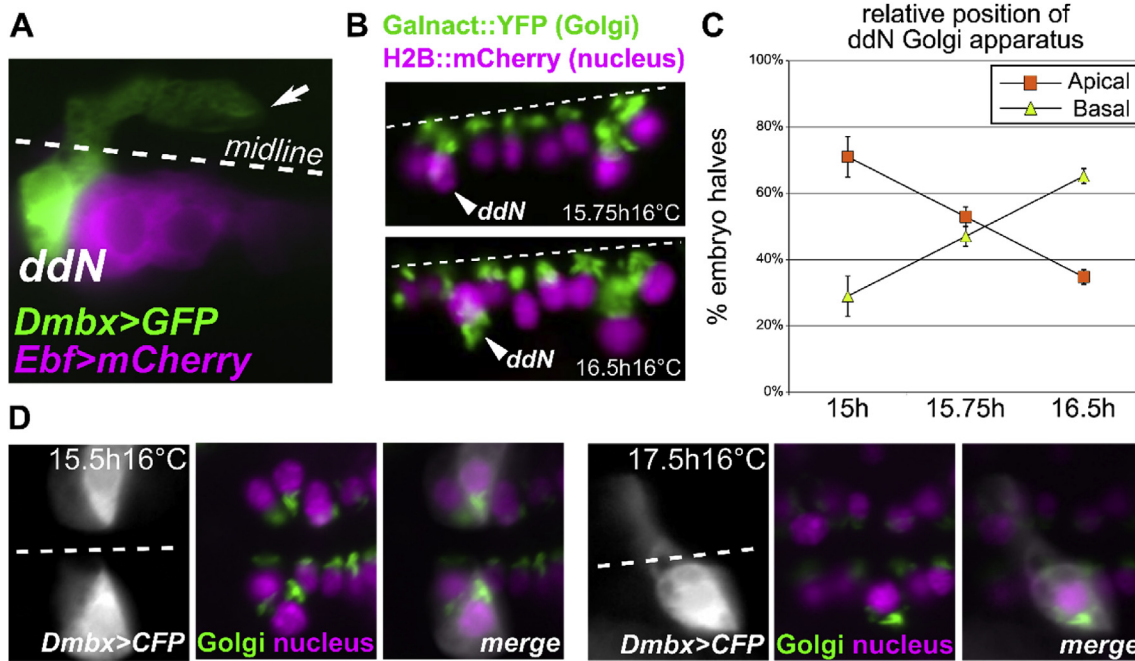 A
midline
ddN
Dmbx>GFP
Ebf>mCherry
B
Galnact::YFP (Golgi)
H2B::mCherry (nucleus)
ddN
15.75h16°C
ddN
16.5h16°C
C
relative position of
ddN Golgi apparatus
% embryo halves
100%
80%
60%
40%
20%
0%
Apical
Basal
15h
15.75h
16.5h
D
15.5h16°C
Dmbx>CFP
Golgi nucleus
merge
17.5h16°C
Dmbx>CFP
Golgi nucleus
merge